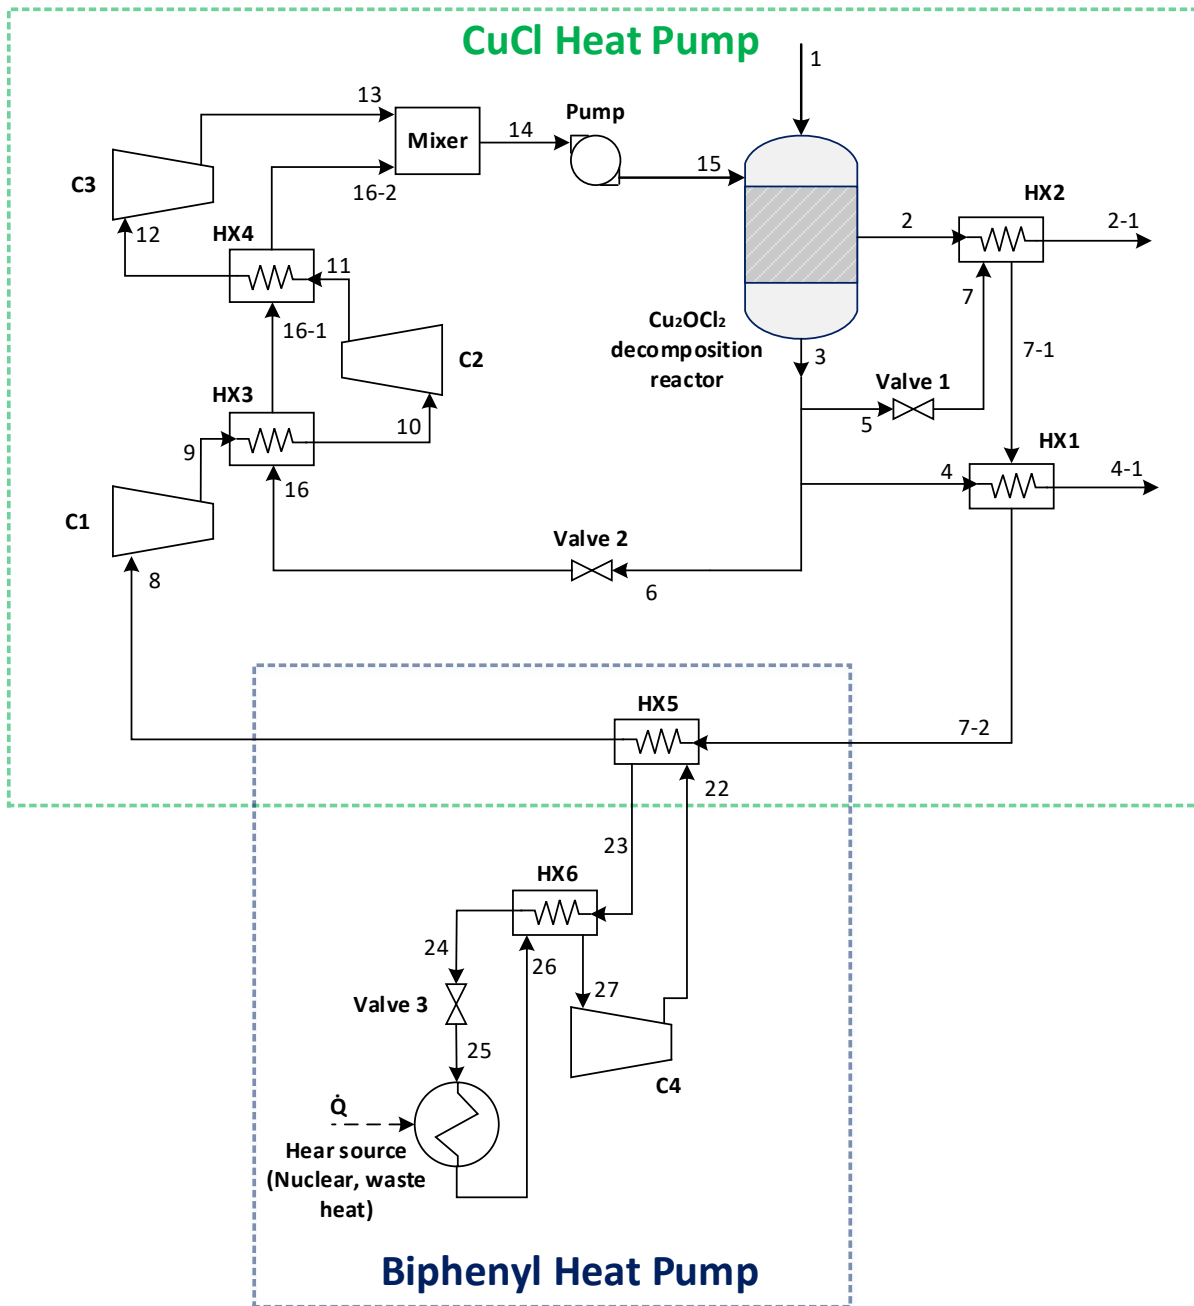 CuCl Heat Pump
1
13
Pump
Mixer
14
15
C3
16-2
HX2
2
2-1
12
HX4
11
7
16-1
Cu₂OCl₂
decomposition
reactor
3
7-1
C2
Valve 1
HX3
10
5
HX1
9
4
4-1
16
C1
Valve 2
8
6
HX5
7-2
22
23
HX6
24
26
27
Valve 3
25
C4
Q̇
Hear source
(Nuclear, waste
heat)
Biphenyl Heat Pump